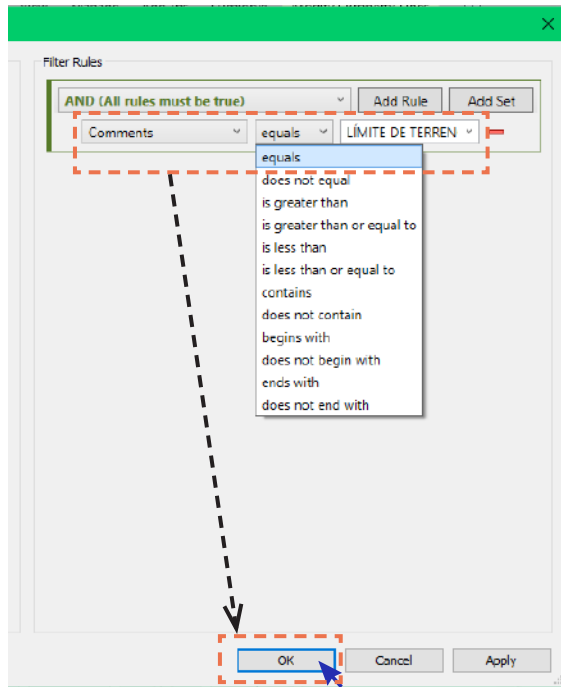 Filter Rules
AND (All rules must be true)
Add Rule
Add Set
Comments
equals
LÍMITE DE TERREN
equals
does not equal
is greater than
is greater than or equal to
is less than
is less than or equal to
contains
does not contain
begins with
does not begin with
ends with
does not end with
OK
Cancel
Apply